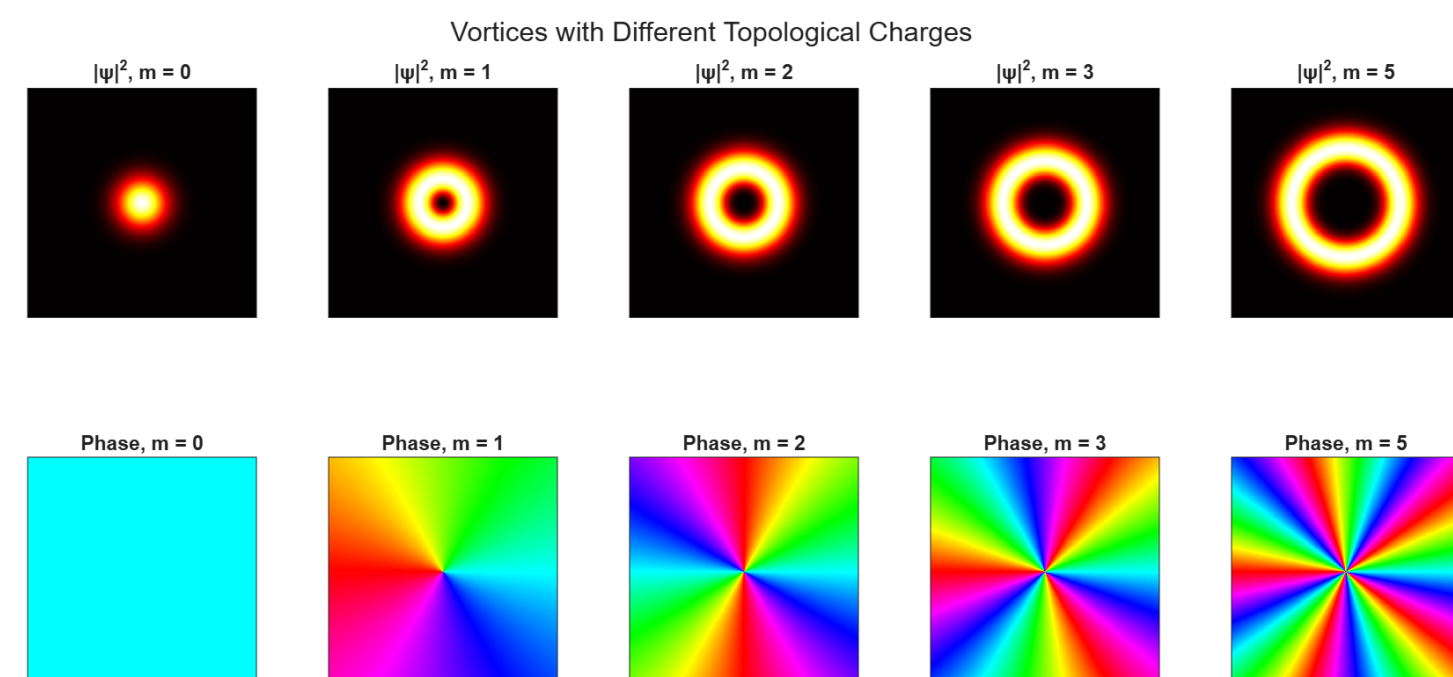 Vortices with Different Topological Charges
|ψ|², m = 0
|ψ|², m = 1
|ψ|², m = 2
|ψ|², m = 3
|ψ|², m = 5
Phase, m = 0
Phase, m = 1
Phase, m = 2
Phase, m = 3
Phase, m = 5